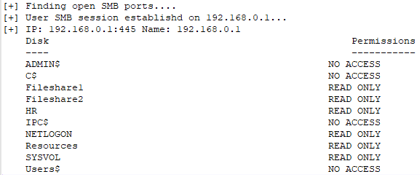 [+] Finding open SMB ports....
[+] User SMB session establishd on 192.168.0.1...
[+] IP: 192.168.0.1:445 Name: 192.168.0.1
Disk Permissions
---- -----------
ADMIN$ NO ACCESS
C$ NO ACCESS
Fileshare1 READ ONLY
Fileshare2 READ ONLY
HR READ ONLY
IPC$ NO ACCESS
NETLOGON READ ONLY
Resources READ ONLY
SYSVOL READ ONLY
Users$ NO ACCESS